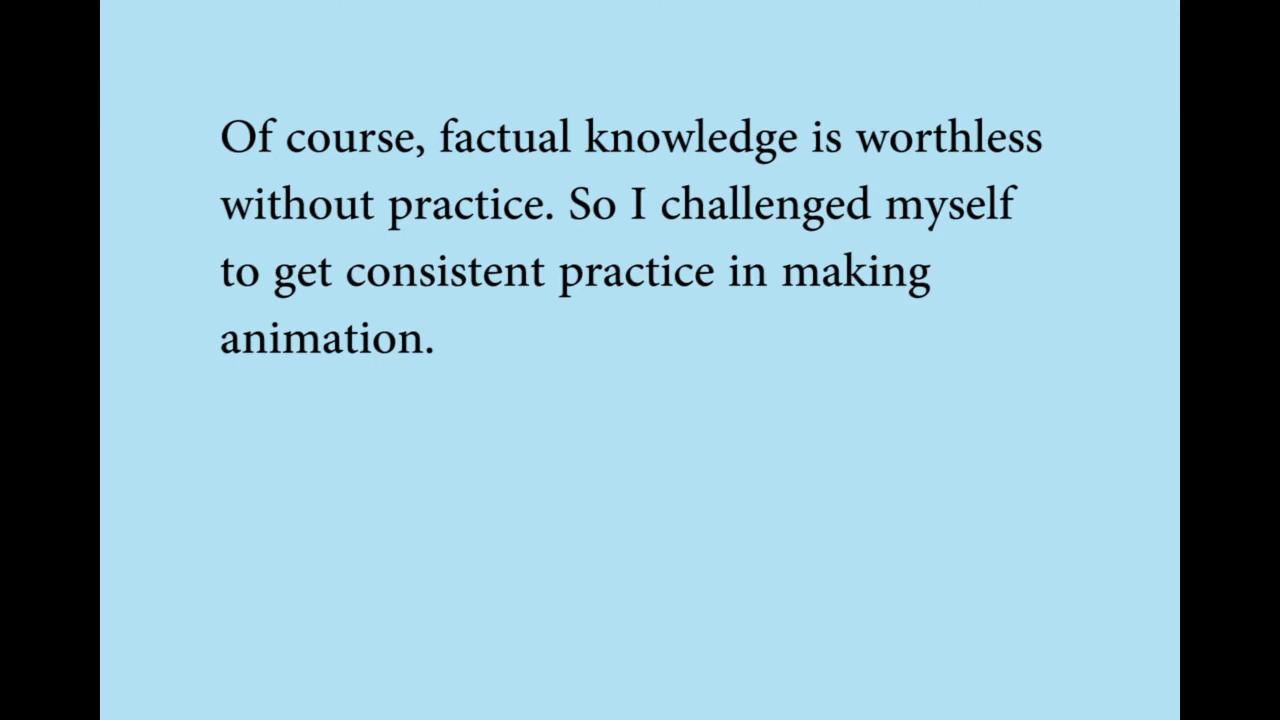 Of course, factual knowledge is worthless
without practice. So I challenged myself
to get consistent practice in making
animation.